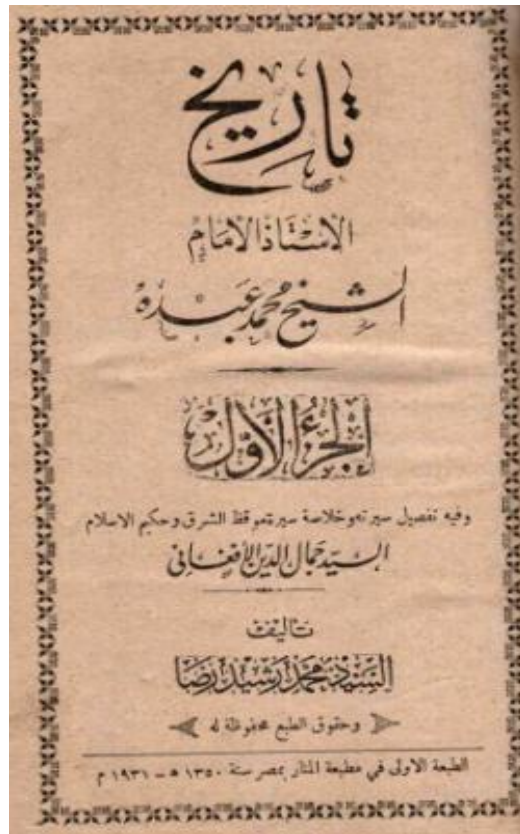 تاريخ
الاستاذ الامام
الشيخ محمد عبده
الجزء الأول
وفيه تفصيل سيرته وخلاصة سيرة موقظ الشرق وحكيم الاسلام
السيد جمال الدين الأفغاني
تأليف
السيد محمد رشيد رضا
وحقوق الطبع محفوظة له
الطبعة الاولى في مطبعة المنار بمصر سنة ١٣٥٠ هـ – ١٩٣١ م